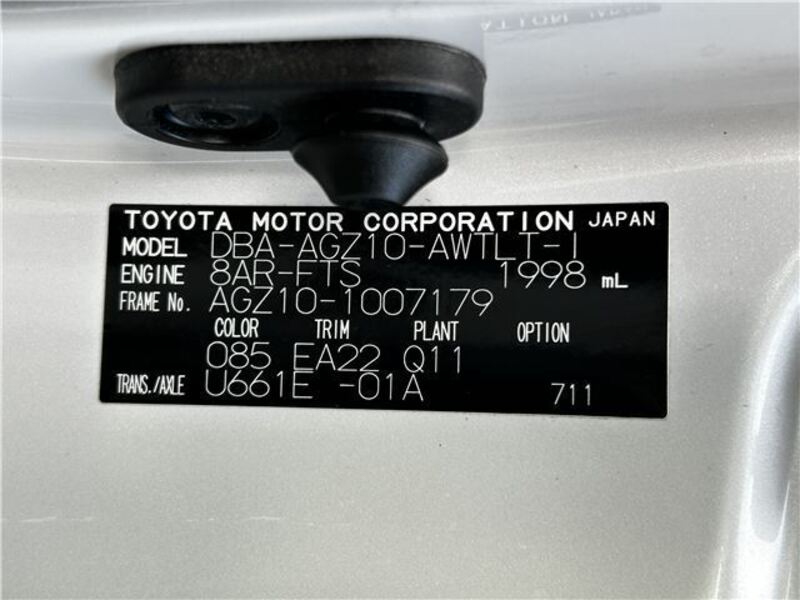 TOYOTA MOTOR CORPORATION JAPAN
MODEL DBA-AGZ10-AWTLT-1
ENGINE 8AR-FTS 1998 mL
FRAME No. AGZ10-1007179
COLOR TRIM PLANT OPTION
085 EA22 Q11
TRANS./AXLE U661E -01A 711